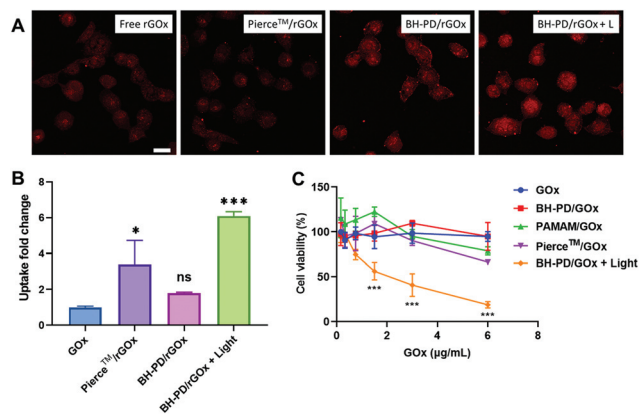 A
Free rGOx
Pierce™/rGOx
BH-PD/rGOx
BH-PD/rGOx + L
B
Uptake fold change
8
6
4
2
0
*
ns
***
GOx
Pierce™/rGOx
BH-PD/rGOx
BH-PD/rGOx + Light
C
Cell viability (%)
150
100
50
0
0
2
4
6
8
***
***
***
GOx (µg/mL)
GOx
BH-PD/GOx
PAMAM/GOx
Pierce™/GOx
BH-PD/GOx + Light